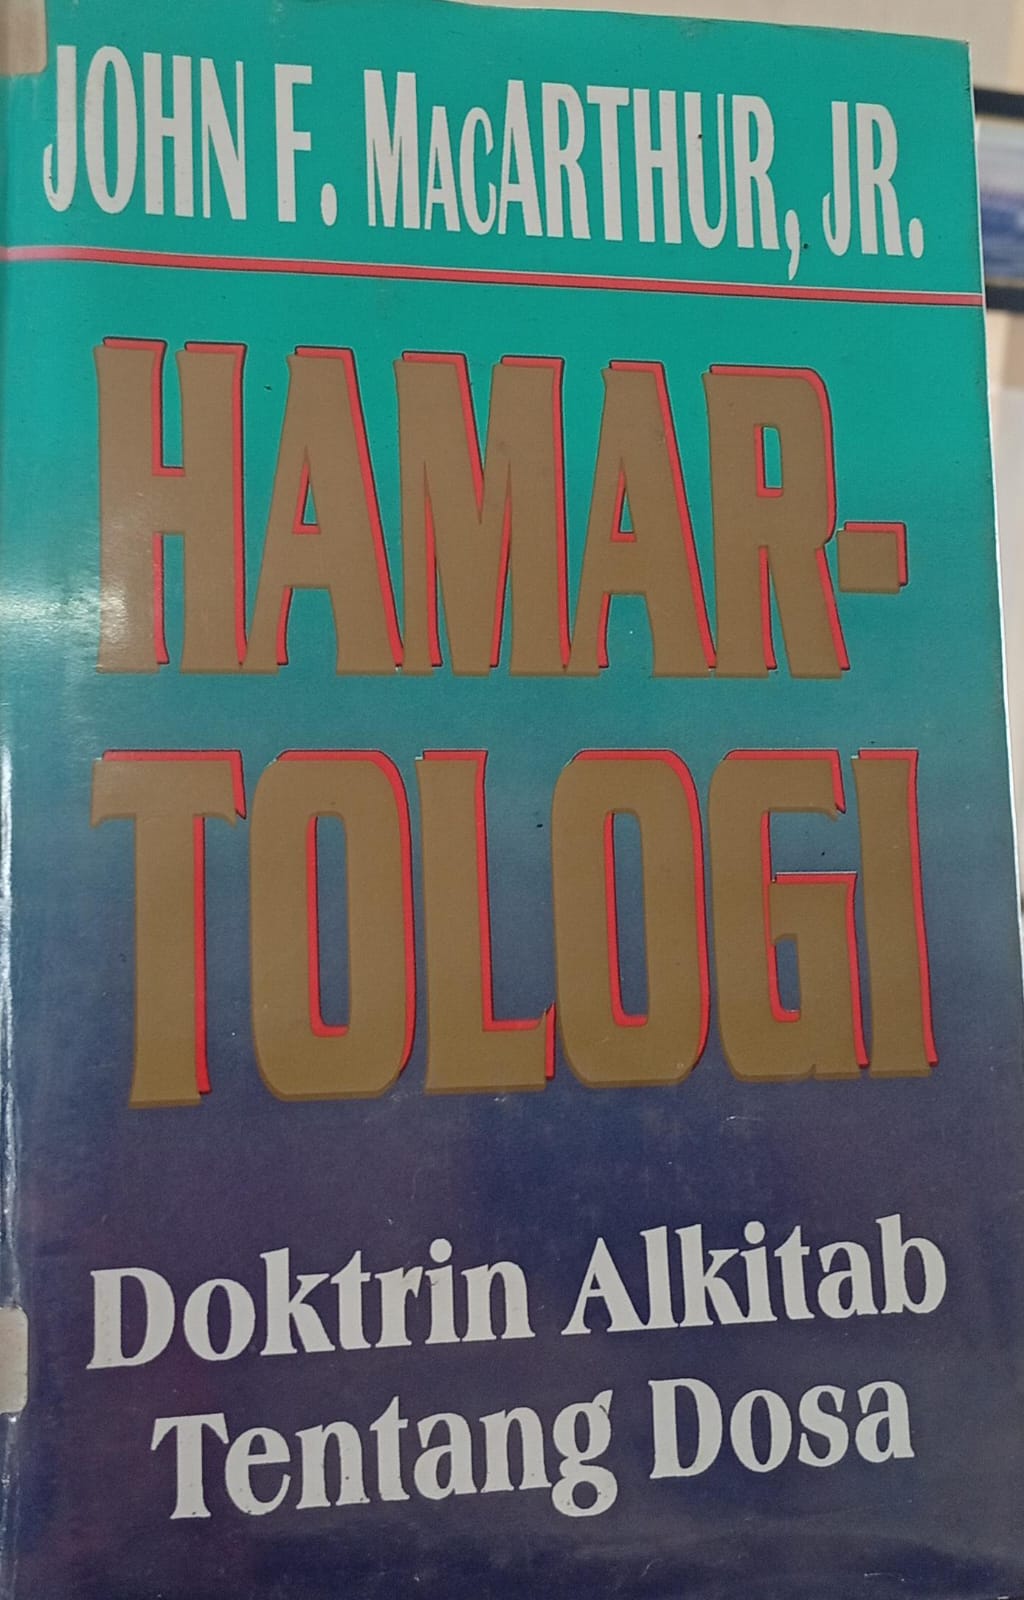 JOHN F. MACARTHUR, JR.
HAMAR-
TOLOGI
Doktrin Alkitab
Tentang Dosa